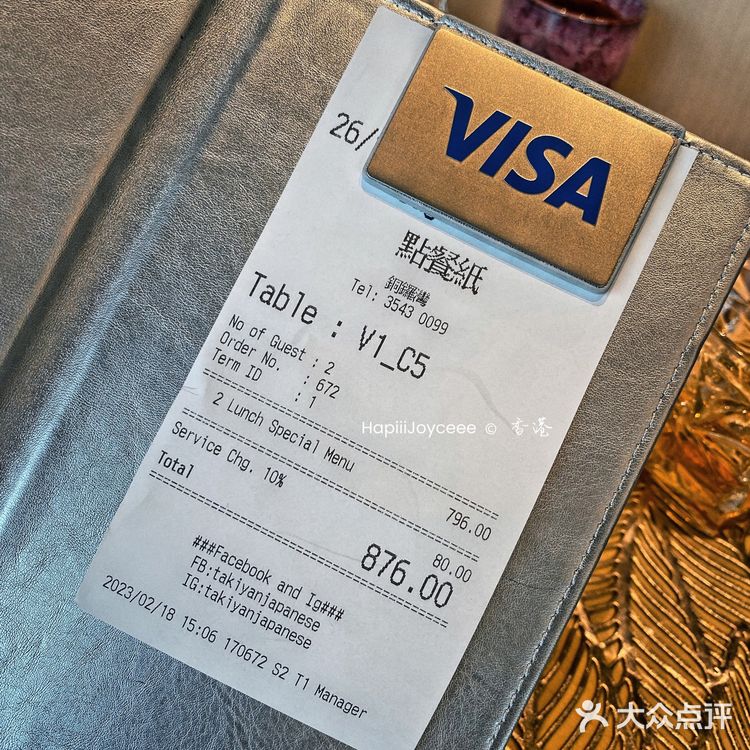 VISA
26/
點餐紙
銅鑼灣
Tel: 3543 0099
Table : V1_C5
No of Guest : 2
Order No. : 672
Term ID : 1
2 Lunch Special Menu 796.00
Service Chg. 10% 80.00
Total 876.00
###Facebook and Ig###
FB:takiyanjapanese
IG:takiyanjapanese
2023/02/18 15:06 170672 S2 T1 Manager
HapiiiJoyceee © 香港
大众点评